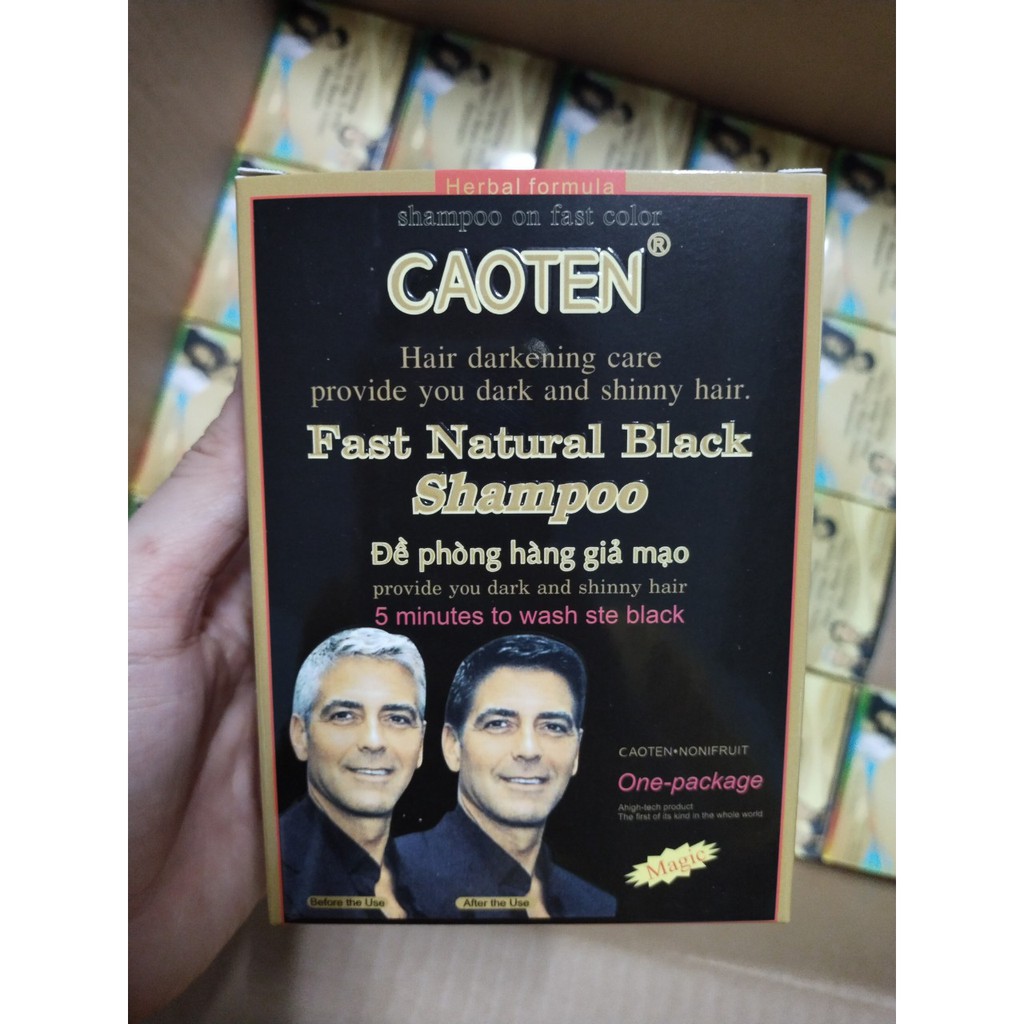 Herbal formula
shampoo on fast color
CAOTEN®
Hair darkening care
provide you dark and shinny hair.
Fast Natural Black
Shampoo
Đề phòng hàng giả mạo
provide you dark and shinny hair
5 minutes to wash ste black
CAOTEN•NONIFRUIT
One-package
Ahigh-tech product
The first of its kind in the whole world
Magic
Before the Use
After the Use